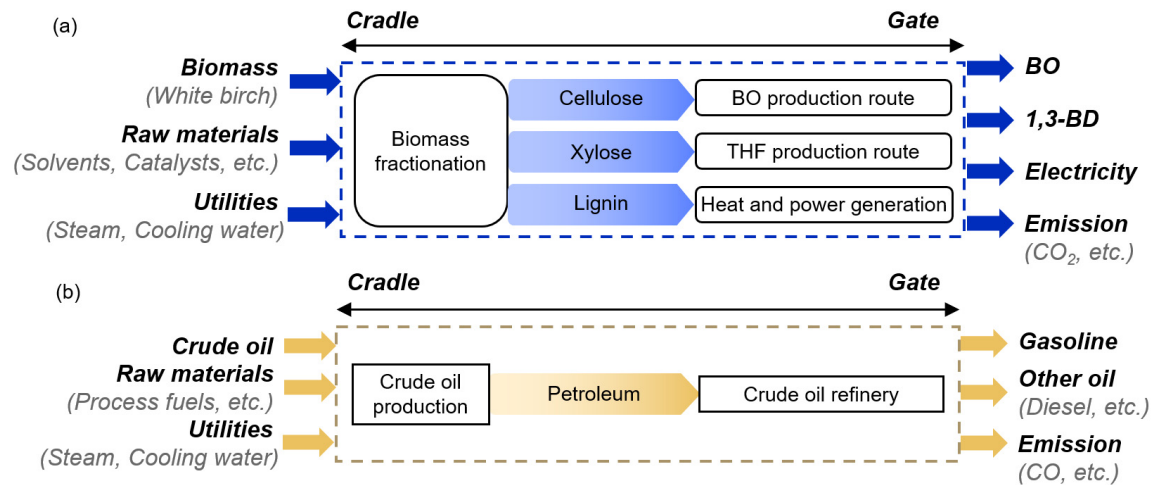 (a)
Cradle
Gate
Biomass
(White birch)
Raw materials
(Solvents, Catalysts, etc.)
Utilities
(Steam, Cooling water)
Biomass
fractionation
Cellulose
BO production route
Xylose
THF production route
Lignin
Heat and power generation
BO
1,3-BD
Electricity
Emission
(CO₂, etc.)
(b)
Cradle
Gate
Crude oil
Raw materials
(Process fuels, etc.)
Utilities
(Steam, Cooling water)
Crude oil
production
Petroleum
Crude oil refinery
Gasoline
Other oil
(Diesel, etc.)
Emission
(CO, etc.)